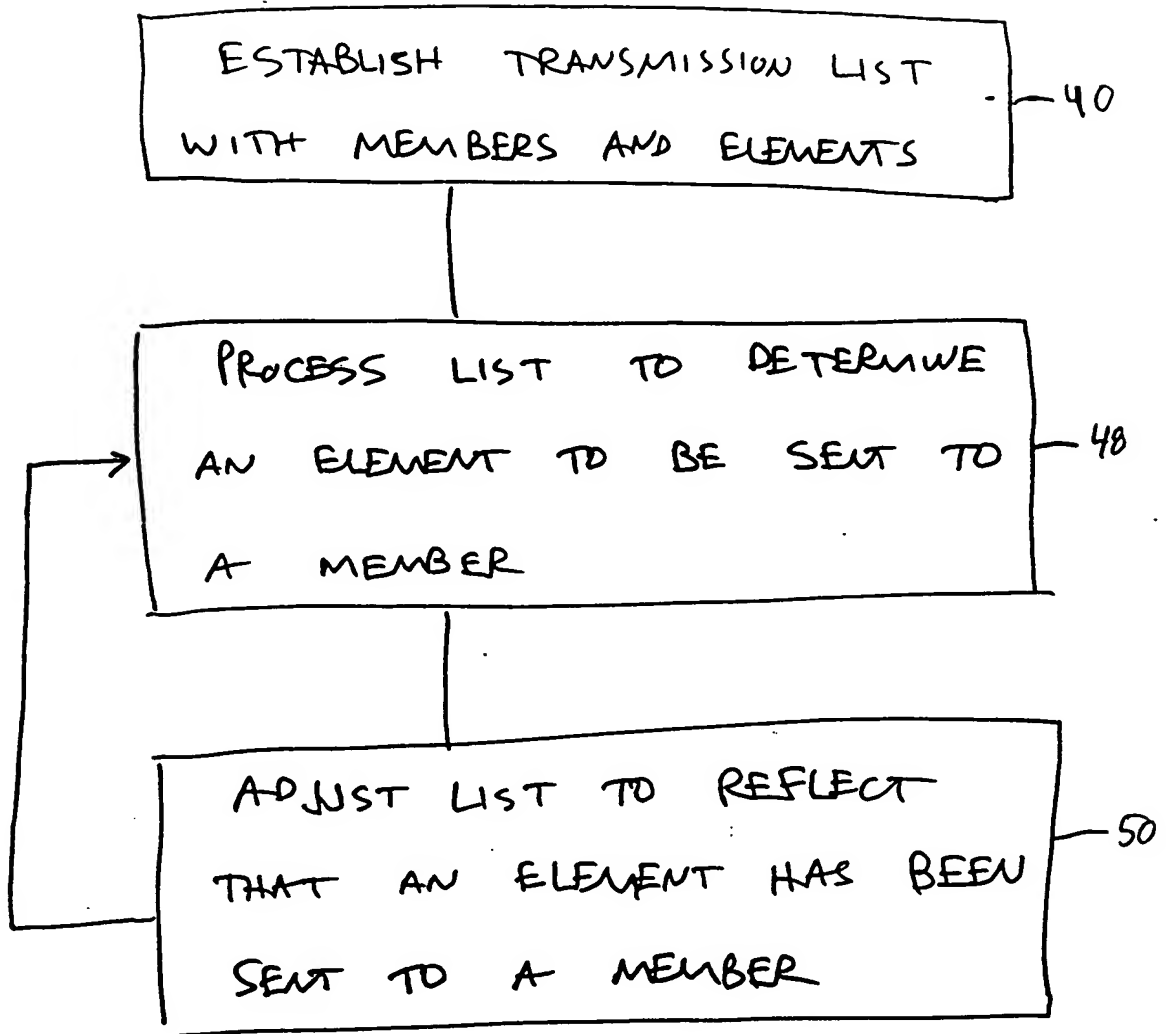 ESTABLISH TRANSMISSION LIST
WITH MEMBERS AND ELEMENTS
40
PROCESS LIST TO DETERMINE
AN ELEMENT TO BE SENT TO
A MEMBER
48
ADJUST LIST TO REFLECT
THAT AN ELEMENT HAS BEEN
SENT TO A MEMBER
50